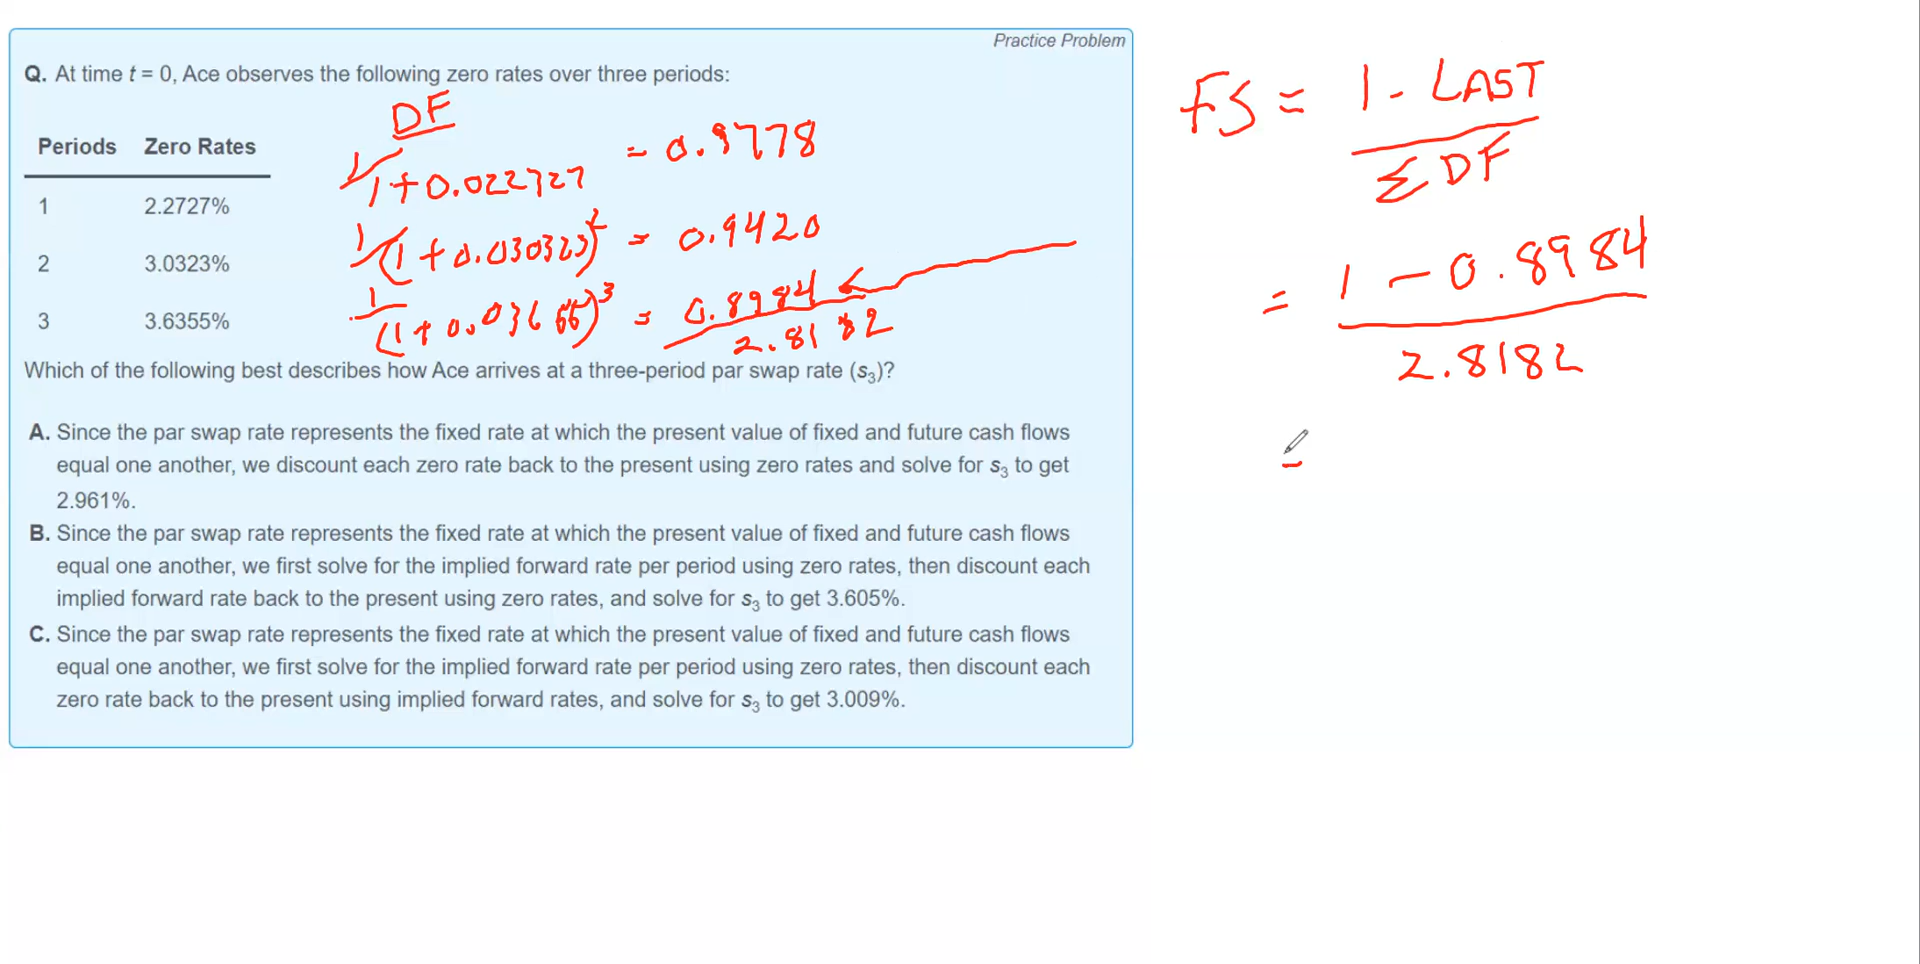 Practice Problem
Q. At time t = 0, Ace observes the following zero rates over three periods:
DF
Periods Zero Rates
1/1+0.022727 = 0.9778
1 2.2727%
1/(1+0.030323)² = 0.9420
2 3.0323%
1/(1+0.036355)³ = 0.8984
3 3.6355%
2.8182
Which of the following best describes how Ace arrives at a three-period par swap rate (s₃)?
A. Since the par swap rate represents the fixed rate at which the present value of fixed and future cash flows
equal one another, we discount each zero rate back to the present using zero rates and solve for s₃ to get
2.961%.
B. Since the par swap rate represents the fixed rate at which the present value of fixed and future cash flows
equal one another, we first solve for the implied forward rate per period using zero rates, then discount each
implied forward rate back to the present using zero rates, and solve for s₃ to get 3.605%.
C. Since the par swap rate represents the fixed rate at which the present value of fixed and future cash flows
equal one another, we first solve for the implied forward rate per period using zero rates, then discount each
zero rate back to the present using implied forward rates, and solve for s₃ to get 3.009%.
FS = 1 - LAST
Σ DF
= 1 - 0.8984
2.8182